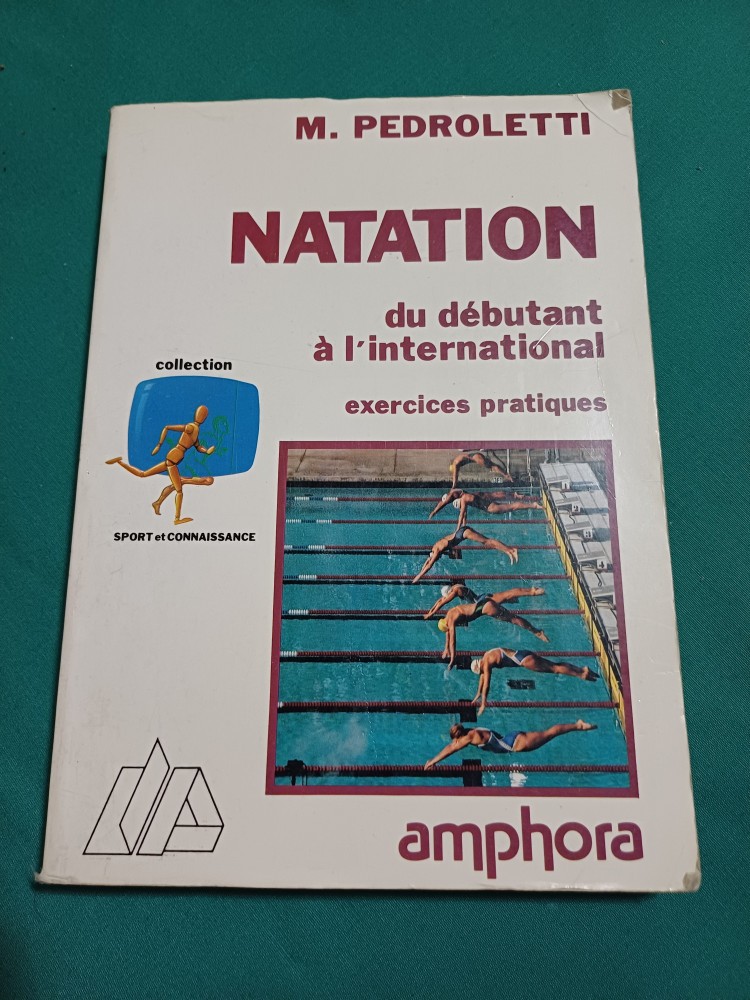 M. PEDROLETTI
NATATION
du débutant
à l'international
exercices pratiques
collection
SPORT et CONNAISSANCE
amphora